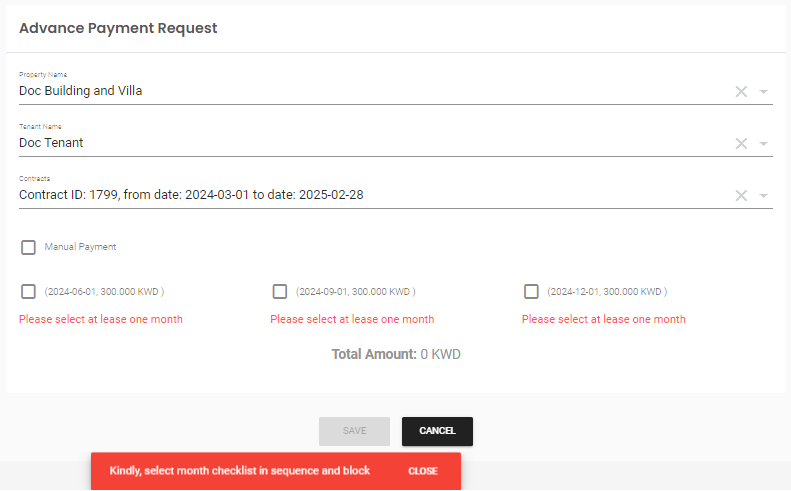 Advance Payment Request
Property Name
Doc Building and Villa
Tenant Name
Doc Tenant
Contracts
Contract ID: 1799, from date: 2024-03-01 to date: 2025-02-28
Manual Payment
(2024-06-01, 300.000 KWD ) (2024-09-01, 300.000 KWD ) (2024-12-01, 300.000 KWD )
Please select at lease one month Please select at lease one month Please select at lease one month
Total Amount: 0 KWD
SAVE CANCEL
Kindly, select month checklist in sequence and block CLOSE